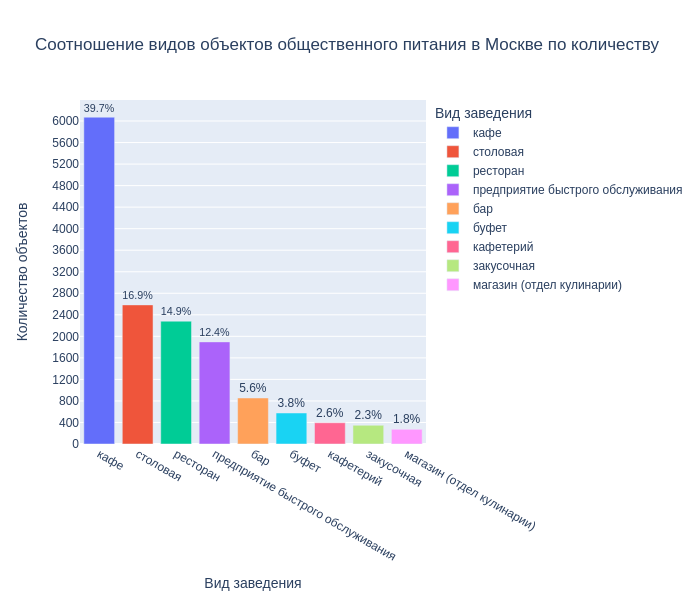 Соотношение видов объектов общественного питания в Москве по количеству
Количество объектов
6000
5600
5200
4800
4400
4000
3600
3200
2800
2400
2000
1600
1200
800
400
0
39.7%
16.9%
14.9%
12.4%
5.6%
3.8%
2.6%
2.3%
1.8%
кафе
столовая
ресторан
предприятие быстрого обслуживания
бар
буфет
кафетерий
закусочная
магазин (отдел кулинарии)
Вид заведения
Вид заведения
кафе
столовая
ресторан
предприятие быстрого обслуживания
бар
буфет
кафетерий
закусочная
магазин (отдел кулинарии)